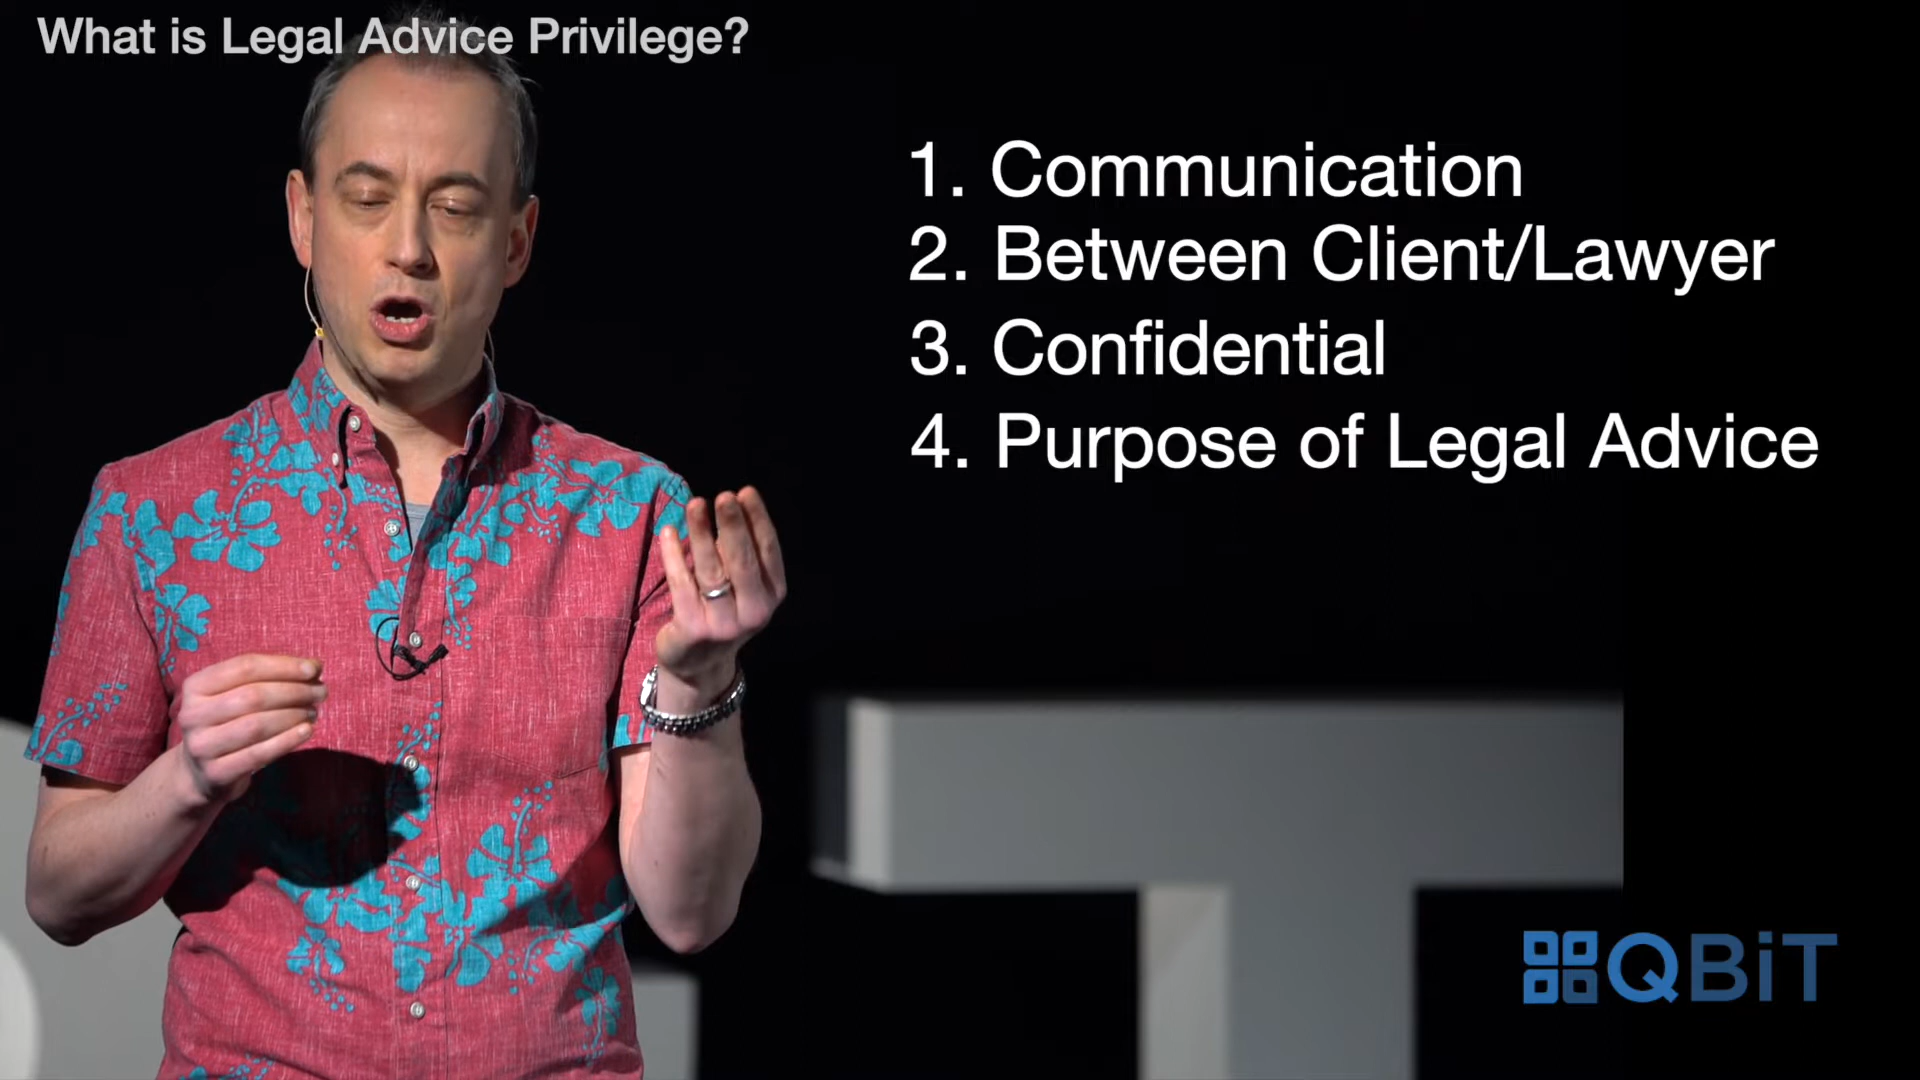 What is Legal Advice Privilege?
1. Communication
2. Between Client/Lawyer
3. Confidential
4. Purpose of Legal Advice
T
QBiT